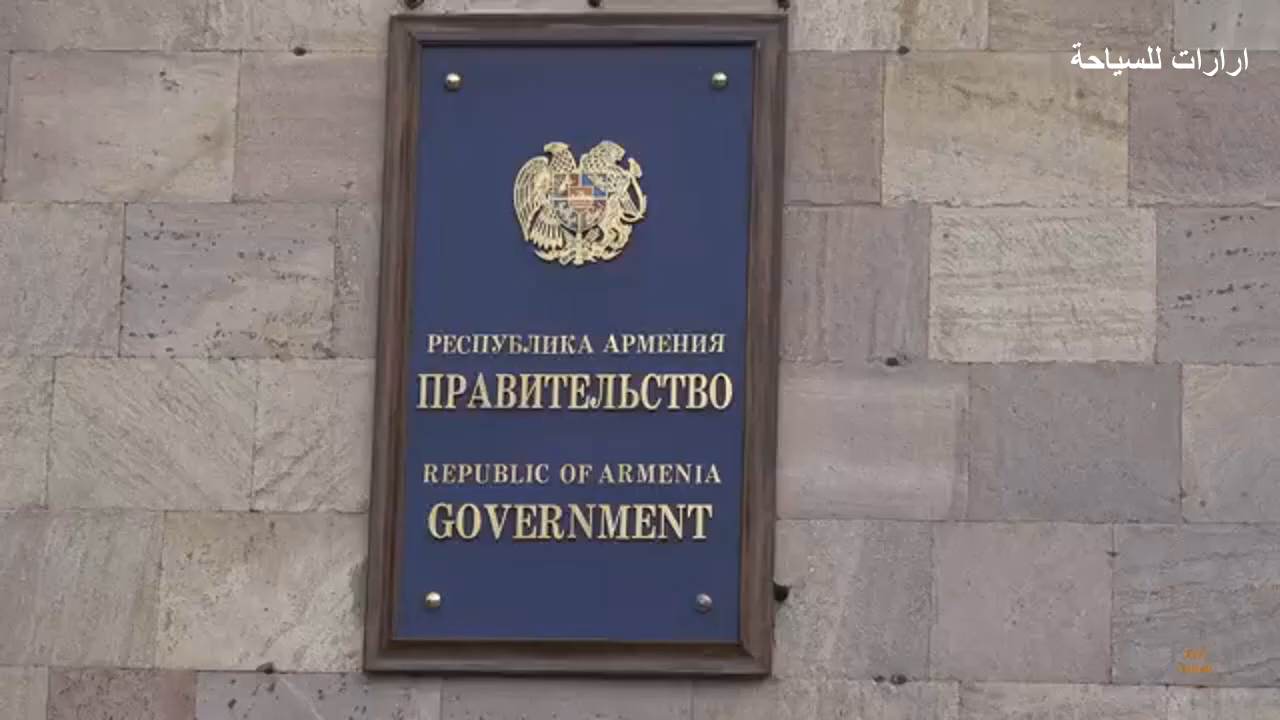 ارارات للسياحة
РЕСПУБЛИКА АРМЕНИЯ
ПРАВИТЕЛЬСТВО
REPUBLIC OF ARMENIA
GOVERNMENT